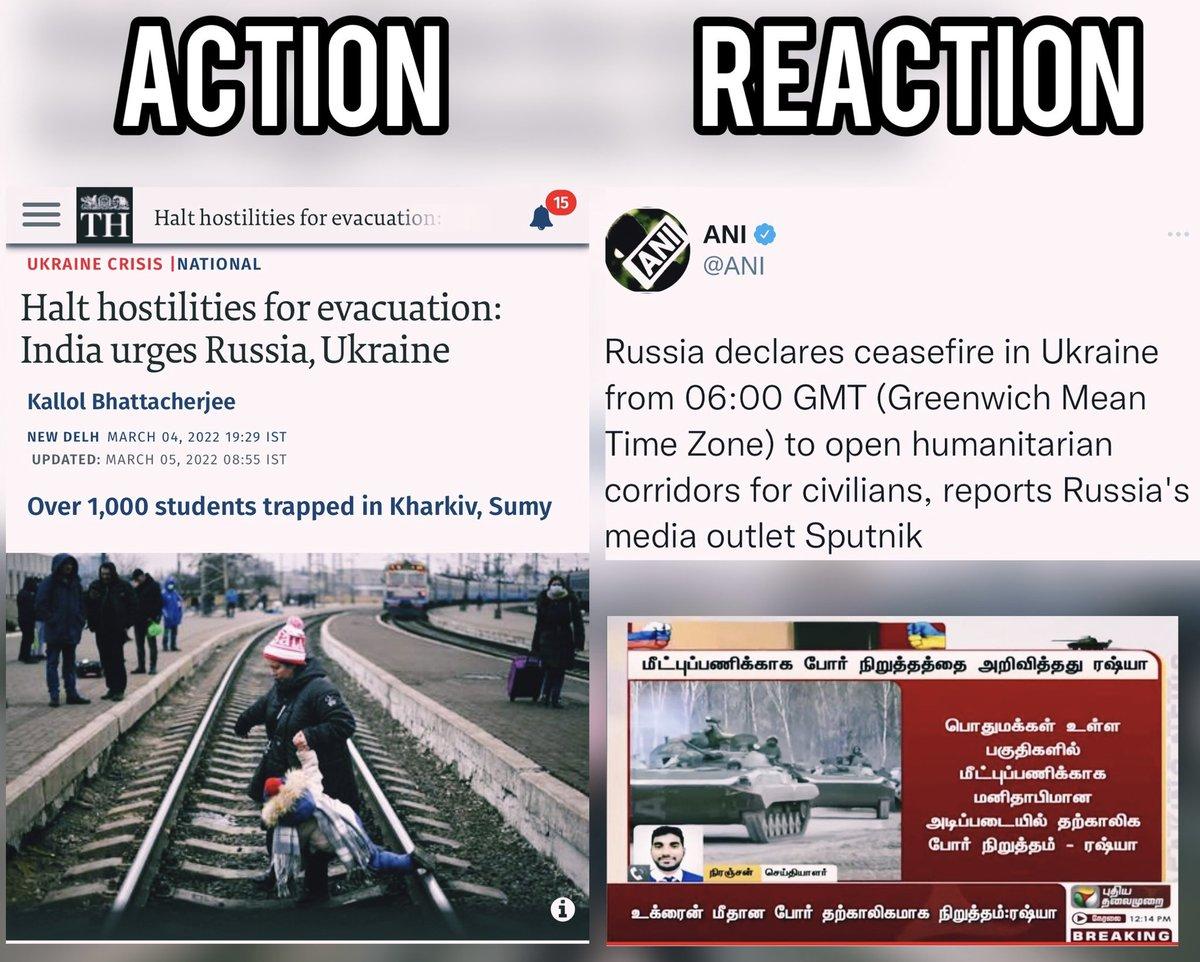 ACTION
REACTION
TH
Halt hostilities for evacuation:
15
UKRAINE CRISIS |NATIONAL
Halt hostilities for evacuation:
India urges Russia, Ukraine
Kallol Bhattacherjee
NEW DELH MARCH 04, 2022 19:29 IST
UPDATED: MARCH 05, 2022 08:55 IST
Over 1,000 students trapped in Kharkiv, Sumy
i
ANI
ANI
@ANI
Russia declares ceasefire in Ukraine
from 06:00 GMT (Greenwich Mean
Time Zone) to open humanitarian
corridors for civilians, reports Russia's
media outlet Sputnik
மீட்புப்பணிக்காக போர் நிறுத்தத்தை அறிவித்தது ரஷ்யா
பொதுமக்கள் உள்ள
பகுதிகளில்
மீட்புப்பணிக்காக
மனிதாபிமான
அடிப்படையில் தற்காலிக
போர் நிறுத்தம் - ரஷ்யா
நிரஞ்சன் செய்தியாளர்
உக்ரைன் மீதான போர் தற்காலிகமாக நிறுத்தம்:ரஷ்யா
புதிய
தலைமுறை
நேரலை 12:14 PM
BREAKING